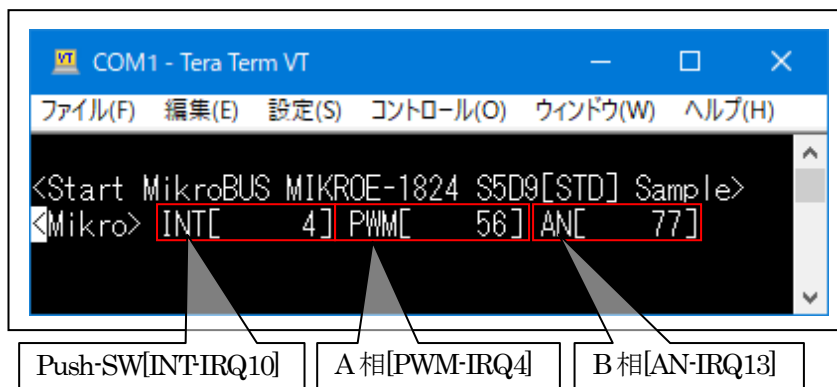 COM1 - Tera Term VT
ファイル(F) 編集(E) 設定(S) コントロール(O) ウィンドウ(W) ヘルプ(H)
<Start MikroBUS MIKROE-1824 S5D9[STD] Sample>
<Mikro> INT[ 4] PWM[ 56] AN[ 77]
Push-SW[INT-IRQ10] A相[PWM-IRQ4] B相[AN-IRQ13]